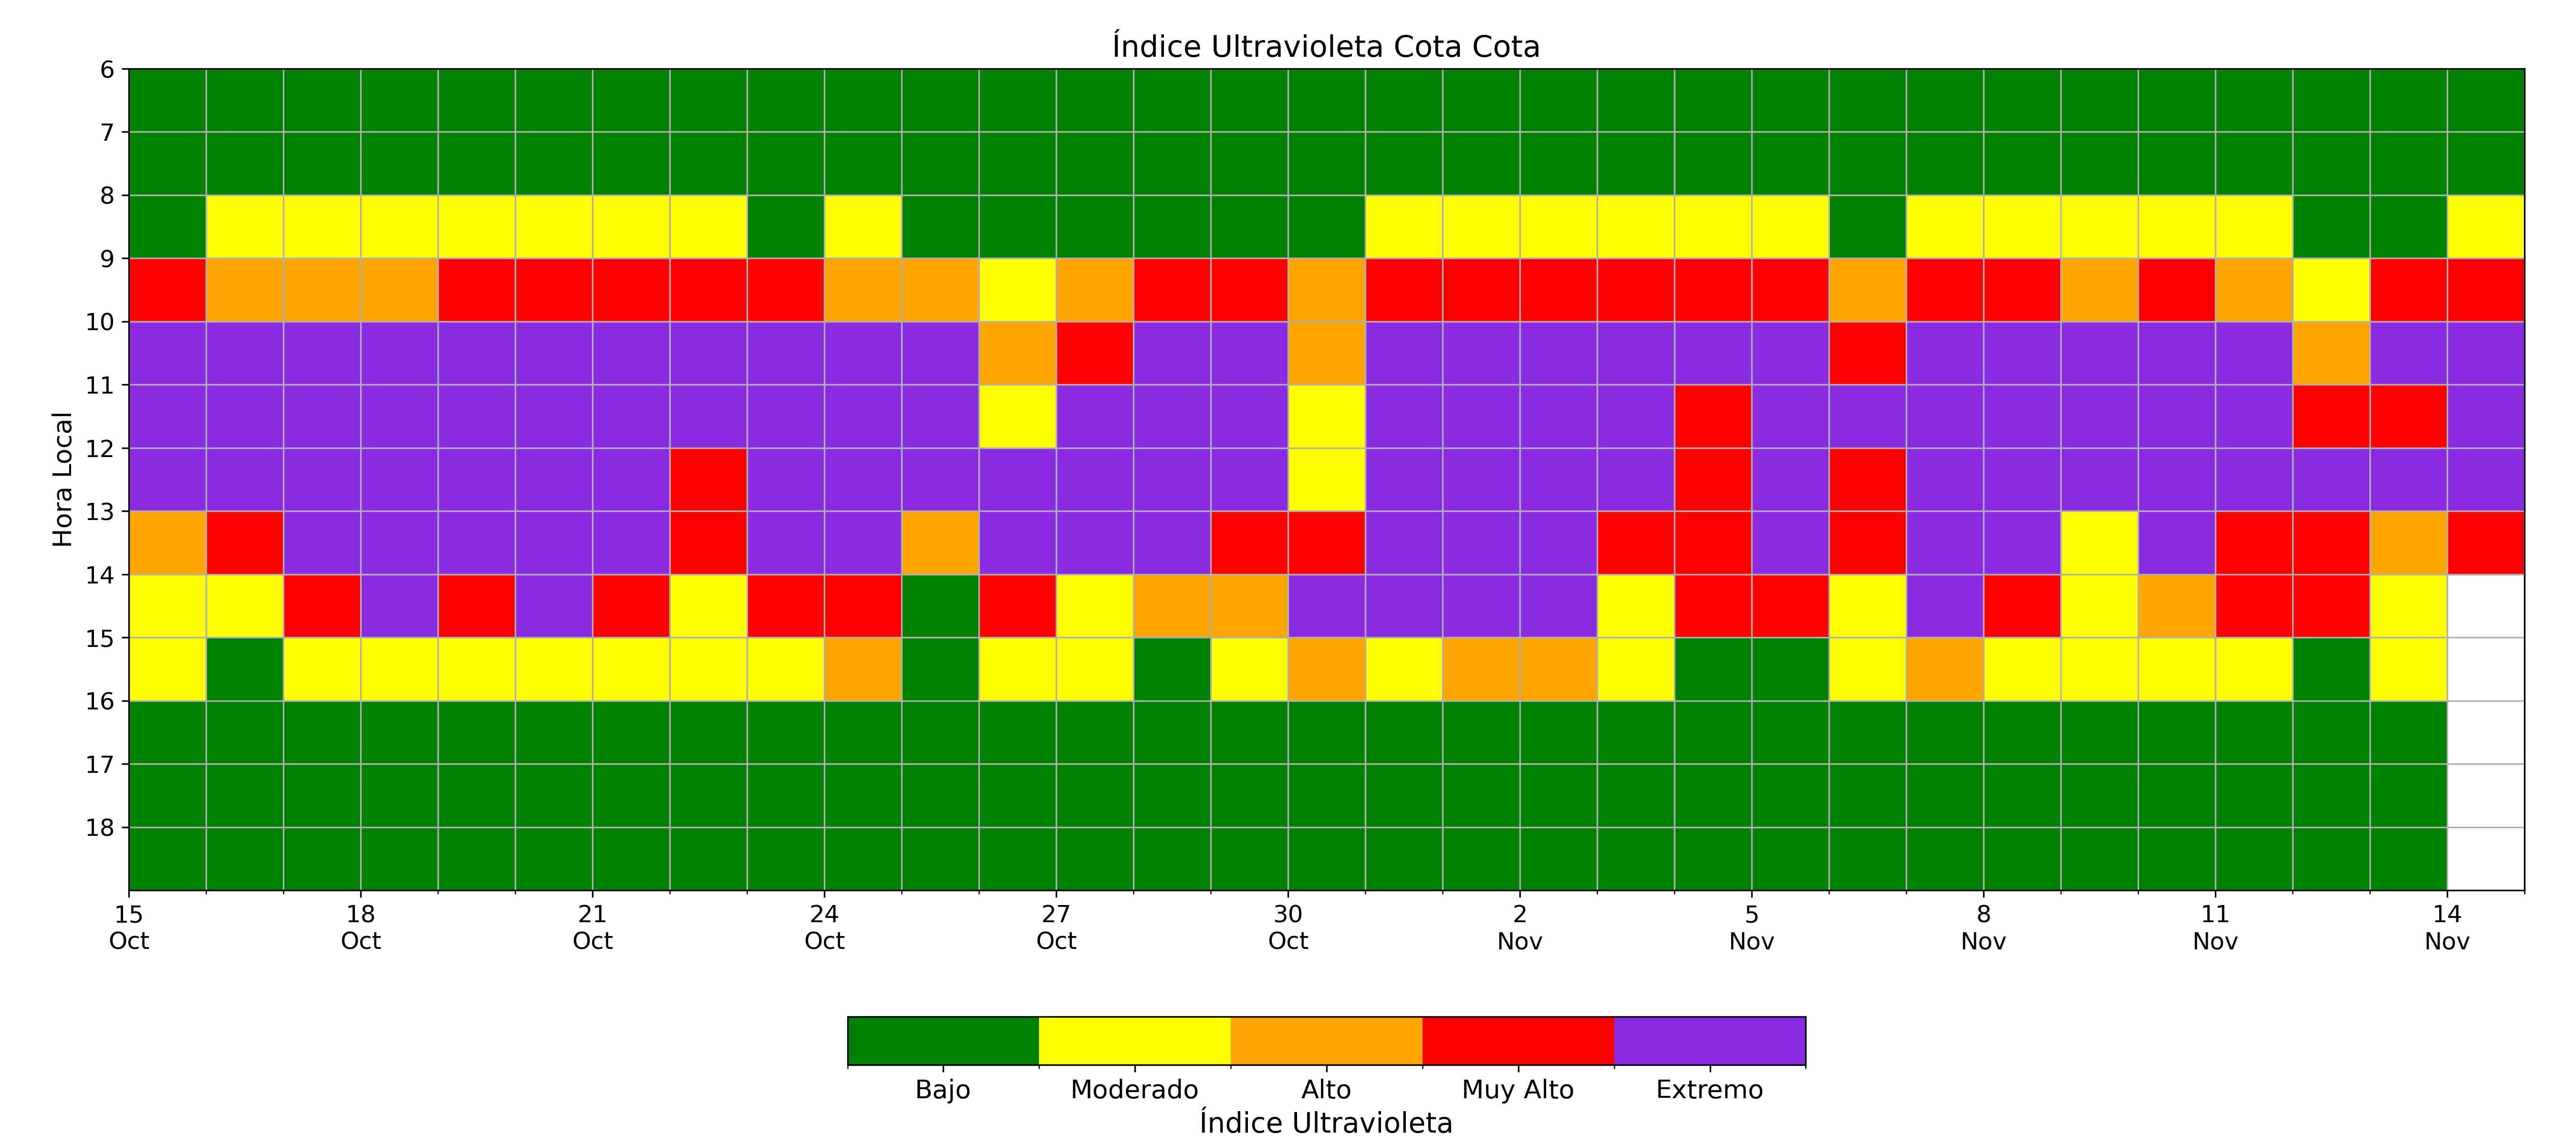 Índice Ultravioleta Cota Cota
6
7
8
9
10
11
12
13
14
15
16
17
18
Hora Local
15 18 21 24 27 30 2 5 8 11 14
Oct Oct Oct Oct Oct Oct Nov Nov Nov Nov Nov
Bajo Moderado Alto Muy Alto Extremo
Índice Ultravioleta